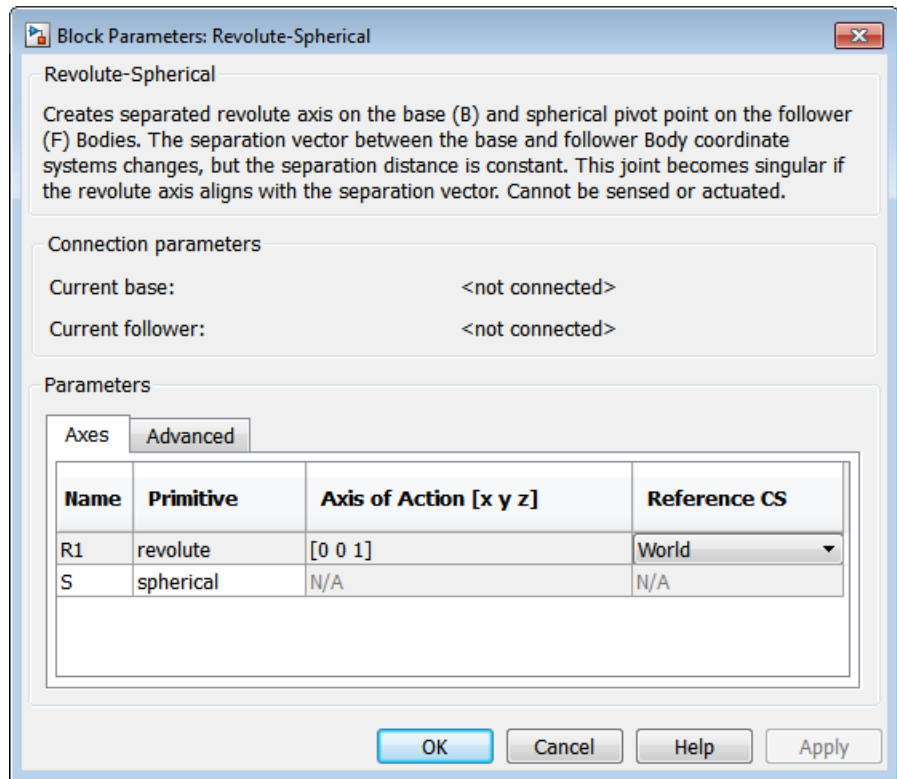 Block Parameters: Revolute-Spherical
Revolute-Spherical
Creates separated revolute axis on the base (B) and spherical pivot point on the follower
(F) Bodies. The separation vector between the base and follower Body coordinate
systems changes, but the separation distance is constant. This joint becomes singular if
the revolute axis aligns with the separation vector. Cannot be sensed or actuated.
Connection parameters
Current base: <not connected>
Current follower: <not connected>
Parameters
Axes Advanced
Name Primitive Axis of Action [x y z] Reference CS
R1 revolute [0 0 1] World
S spherical N/A N/A
OK Cancel Help Apply